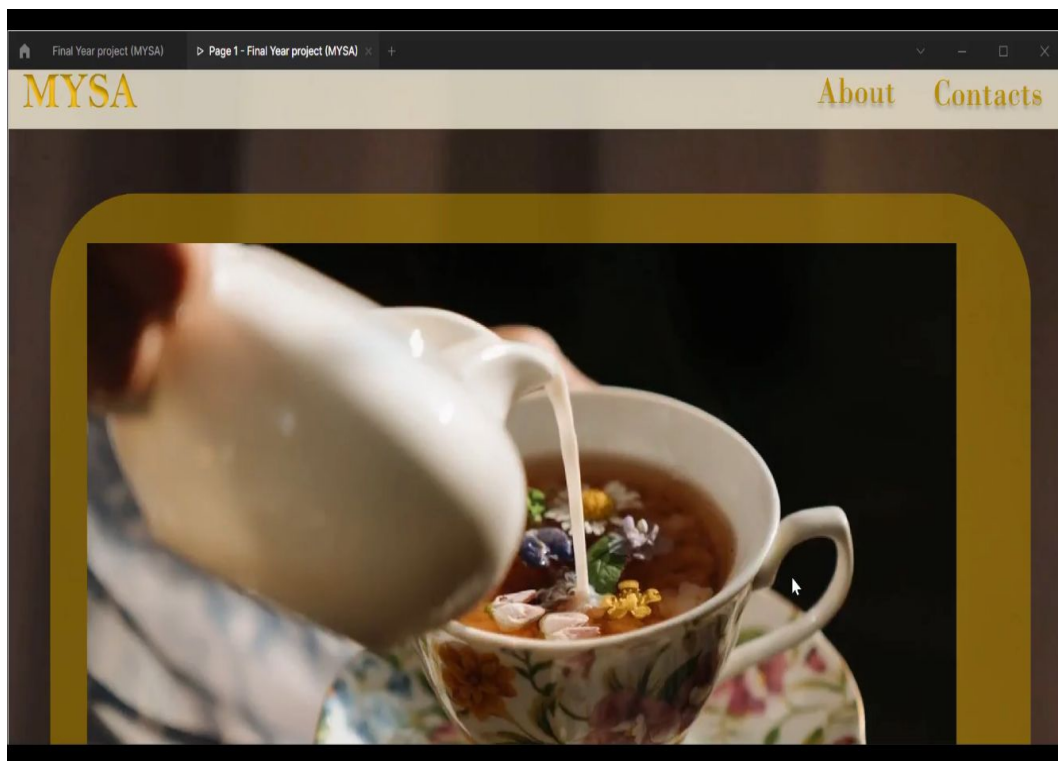 Final Year project (MYSA)
Page 1 - Final Year project (MYSA)
MYSA
About
Contacts